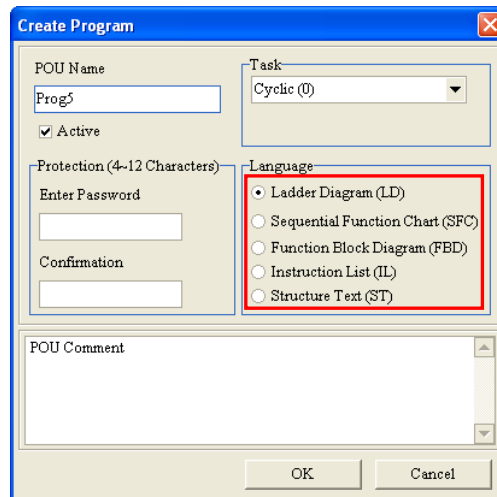 Create Program
POU Name
Prog5
Active
Task
Cyclic (0)
Protection (4~12 Characters)
Enter Password
Confirmation
Language
Ladder Diagram (LD)
Sequential Function Chart (SFC)
Function Block Diagram (FBD)
Instruction List (IL)
Structure Text (ST)
POU Comment
OK
Cancel